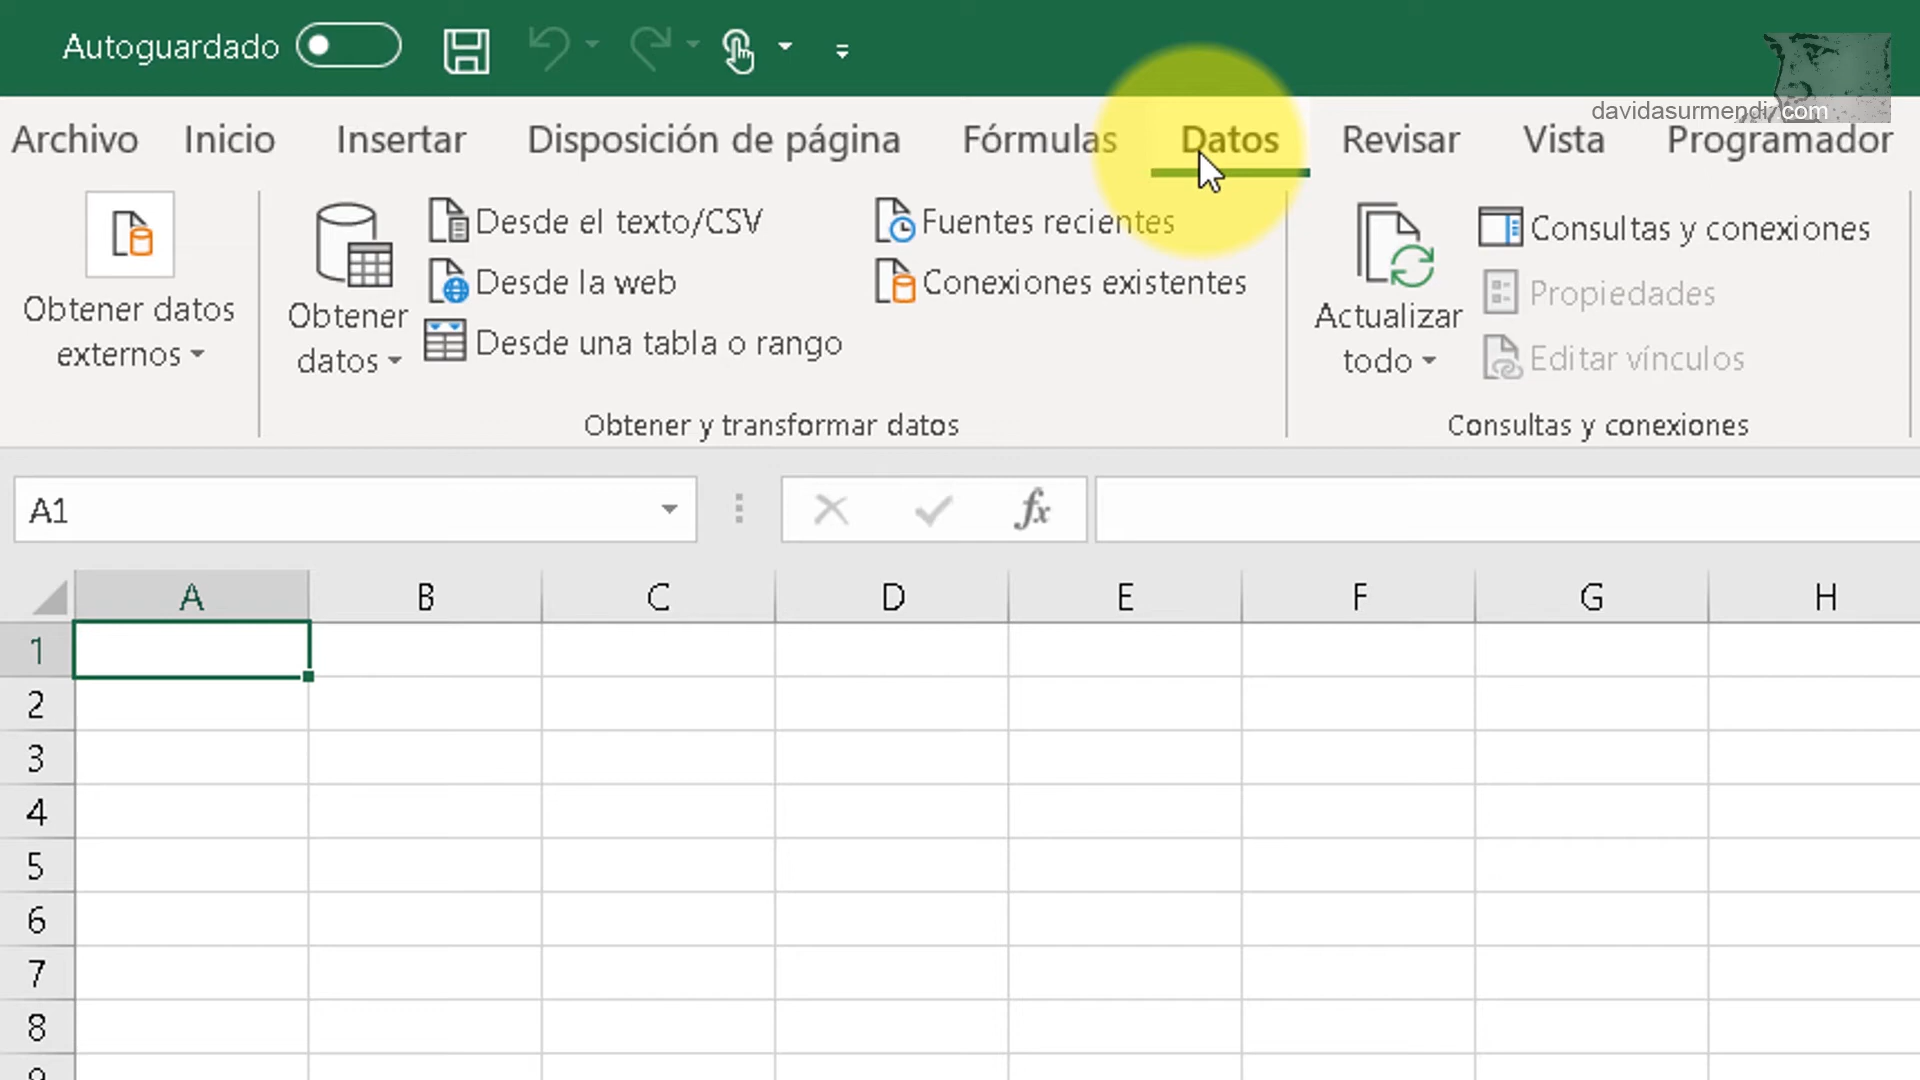 Autoguardado
davidasurmendi.com
Archivo Inicio Insertar Disposición de página Fórmulas Datos Revisar Vista Programador
Obtener datos
externos
Obtener
datos
Desde el texto/CSV
Desde la web
Desde una tabla o rango
Fuentes recientes
Conexiones existentes
Obtener y transformar datos
Actualizar
todo
Consultas y conexiones
Propiedades
Editar vínculos
Consultas y conexiones
A1
fx
A B C D E F G H
1
2
3
4
5
6
7
8
9